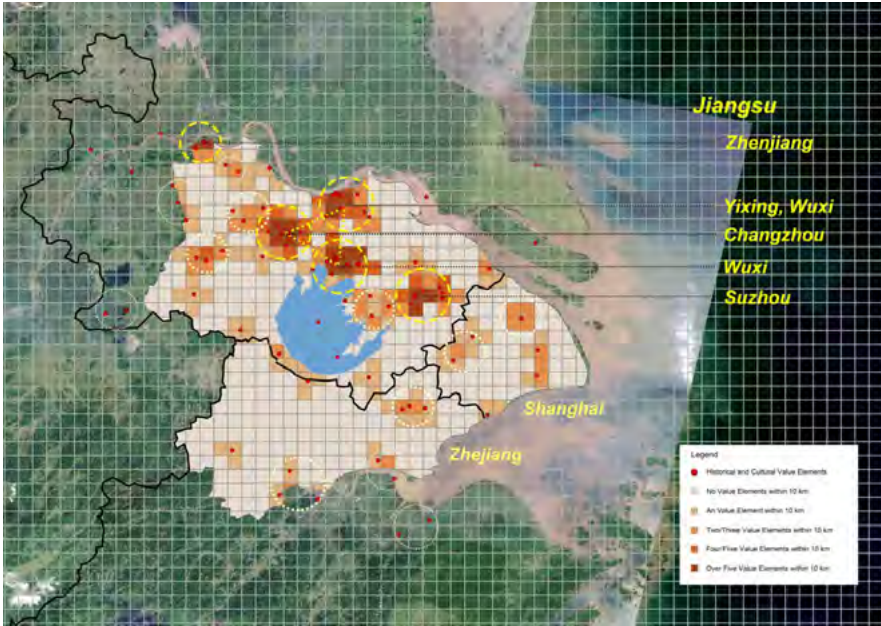 Jiangsu
Zhenjiang
Yixing, Wuxi
Changzhou
Wuxi
Suzhou
Shanghai
Zhejiang
Legend
Historical and Cultural Value Elements
No Value Elements within 10 km
An Value Element within 10 km
Two/Three Value Elements within 10 km
Four/Five Value Elements within 10 km
Over Five Value Elements within 10 km